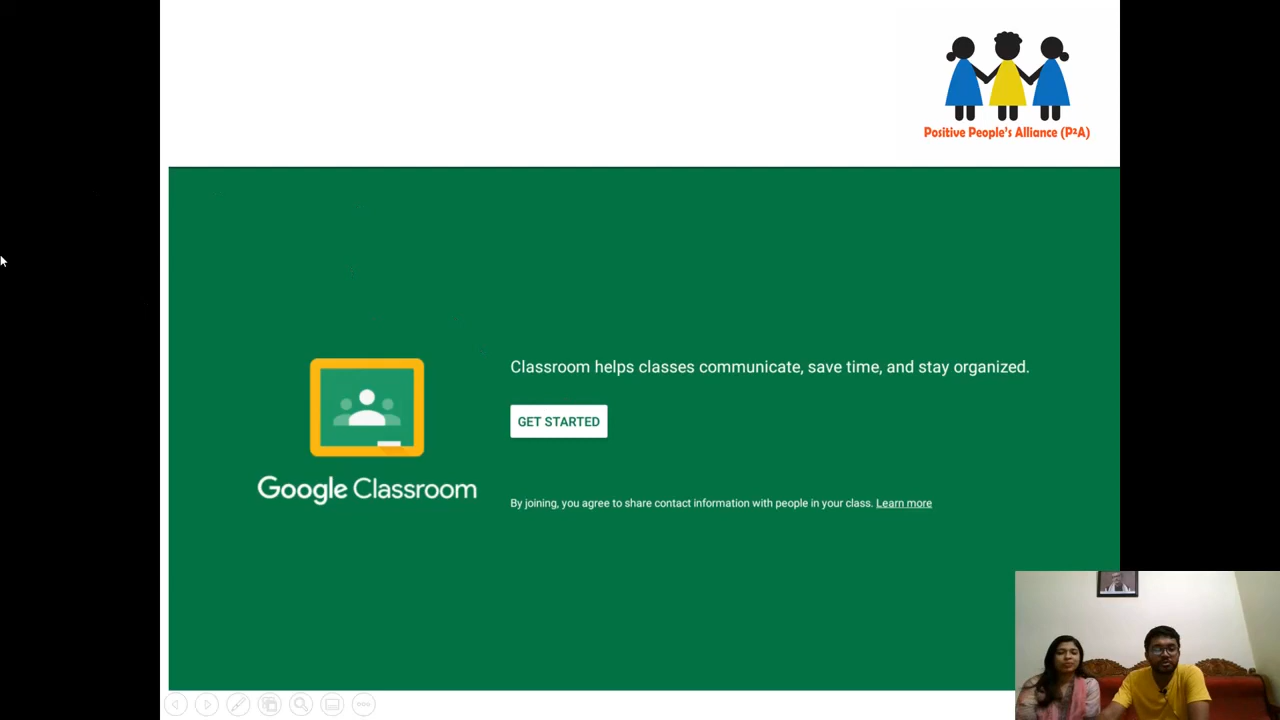 Positive People's Alliance (P²A)
Classroom helps classes communicate, save time, and stay organized.
GET STARTED
Google Classroom
By joining, you agree to share contact information with people in your class. Learn more